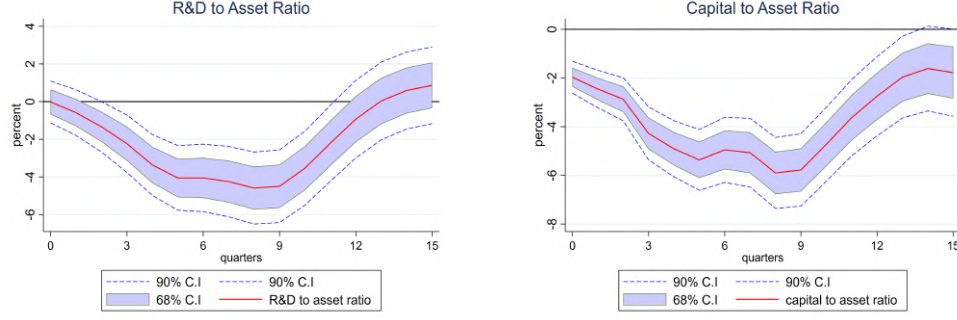 R&D to Asset Ratio
4
2
0
-2
-4
-6
percent
0 3 6 9 12 15
quarters
90% C.I 90% C.I
68% C.I R&D to asset ratio
Capital to Asset Ratio
0
-2
-4
-6
-8
percent
0 3 6 9 12 15
quarters
90% C.I 90% C.I
68% C.I capital to asset ratio